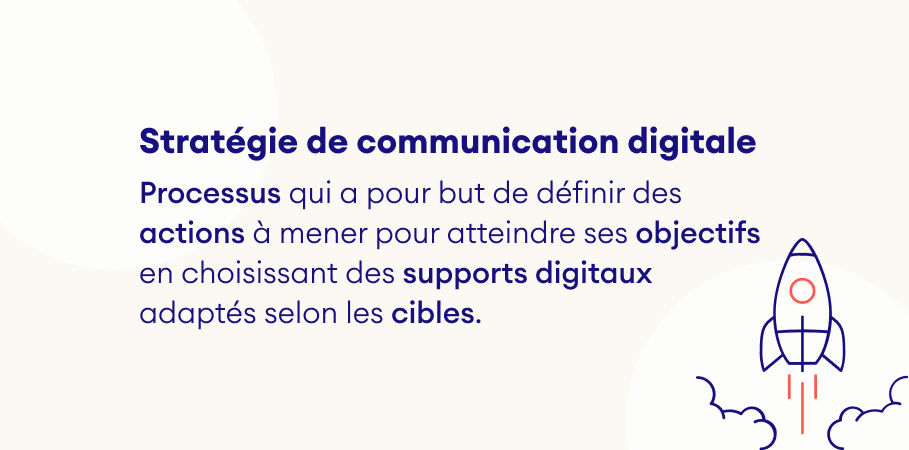 Stratégie de communication digitale
Processus qui a pour but de définir des
actions à mener pour atteindre ses objectifs
en choisissant des supports digitaux
adaptés selon les cibles.